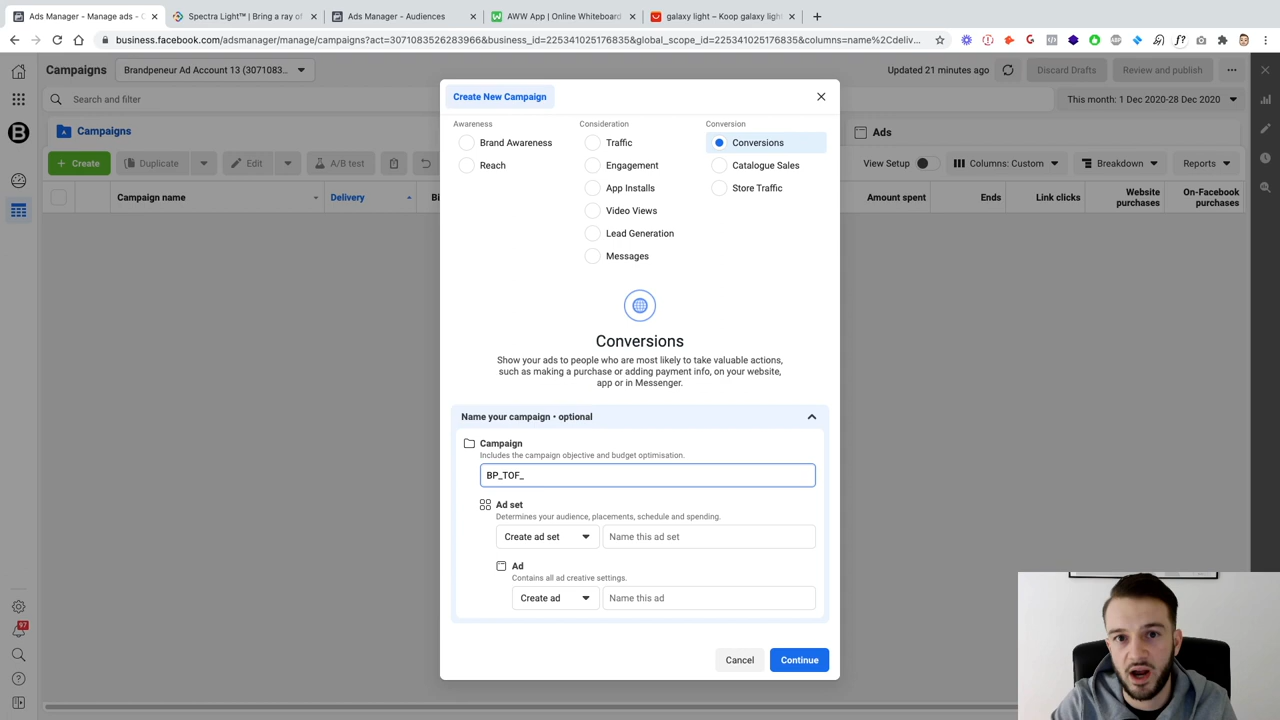 Ads Manager - Manage ads - C
Spectra Light™ | Bring a ray of
Ads Manager - Audiences
AWW App | Online Whiteboard
galaxy light – Koop galaxy ligh
business.facebook.com/adsmanager/manage/campaigns?act=3071083526283966&business_id=225341025176835&global_scope_id=225341025176835&columns=name%2Cdeliv...
Campaigns
Brandpeneur Ad Account 13 (3071083...
Updated 21 minutes ago
Discard Drafts
Review and publish
Search and filter
This month: 1 Dec 2020-28 Dec 2020
Campaigns
Ads
Create
Duplicate
Edit
A/B test
View Setup
Columns: Custom
Breakdown
Reports
Campaign name
Delivery
Bi
Amount spent
Ends
Link clicks
Website purchases
On-Facebook purchases
97
Create New Campaign
Awareness
Consideration
Conversion
Brand Awareness
Traffic
Conversions
Reach
Engagement
Catalogue Sales
App Installs
Store Traffic
Video Views
Lead Generation
Messages
Conversions
Show your ads to people who are most likely to take valuable actions,
such as making a purchase or adding payment info, on your website,
app or in Messenger.
Name your campaign • optional
Campaign
Includes the campaign objective and budget optimisation.
BP_TOF_
Ad set
Determines your audience, placements, schedule and spending.
Create ad set
Name this ad set
Ad
Contains all ad creative settings.
Create ad
Name this ad
Cancel
Continue